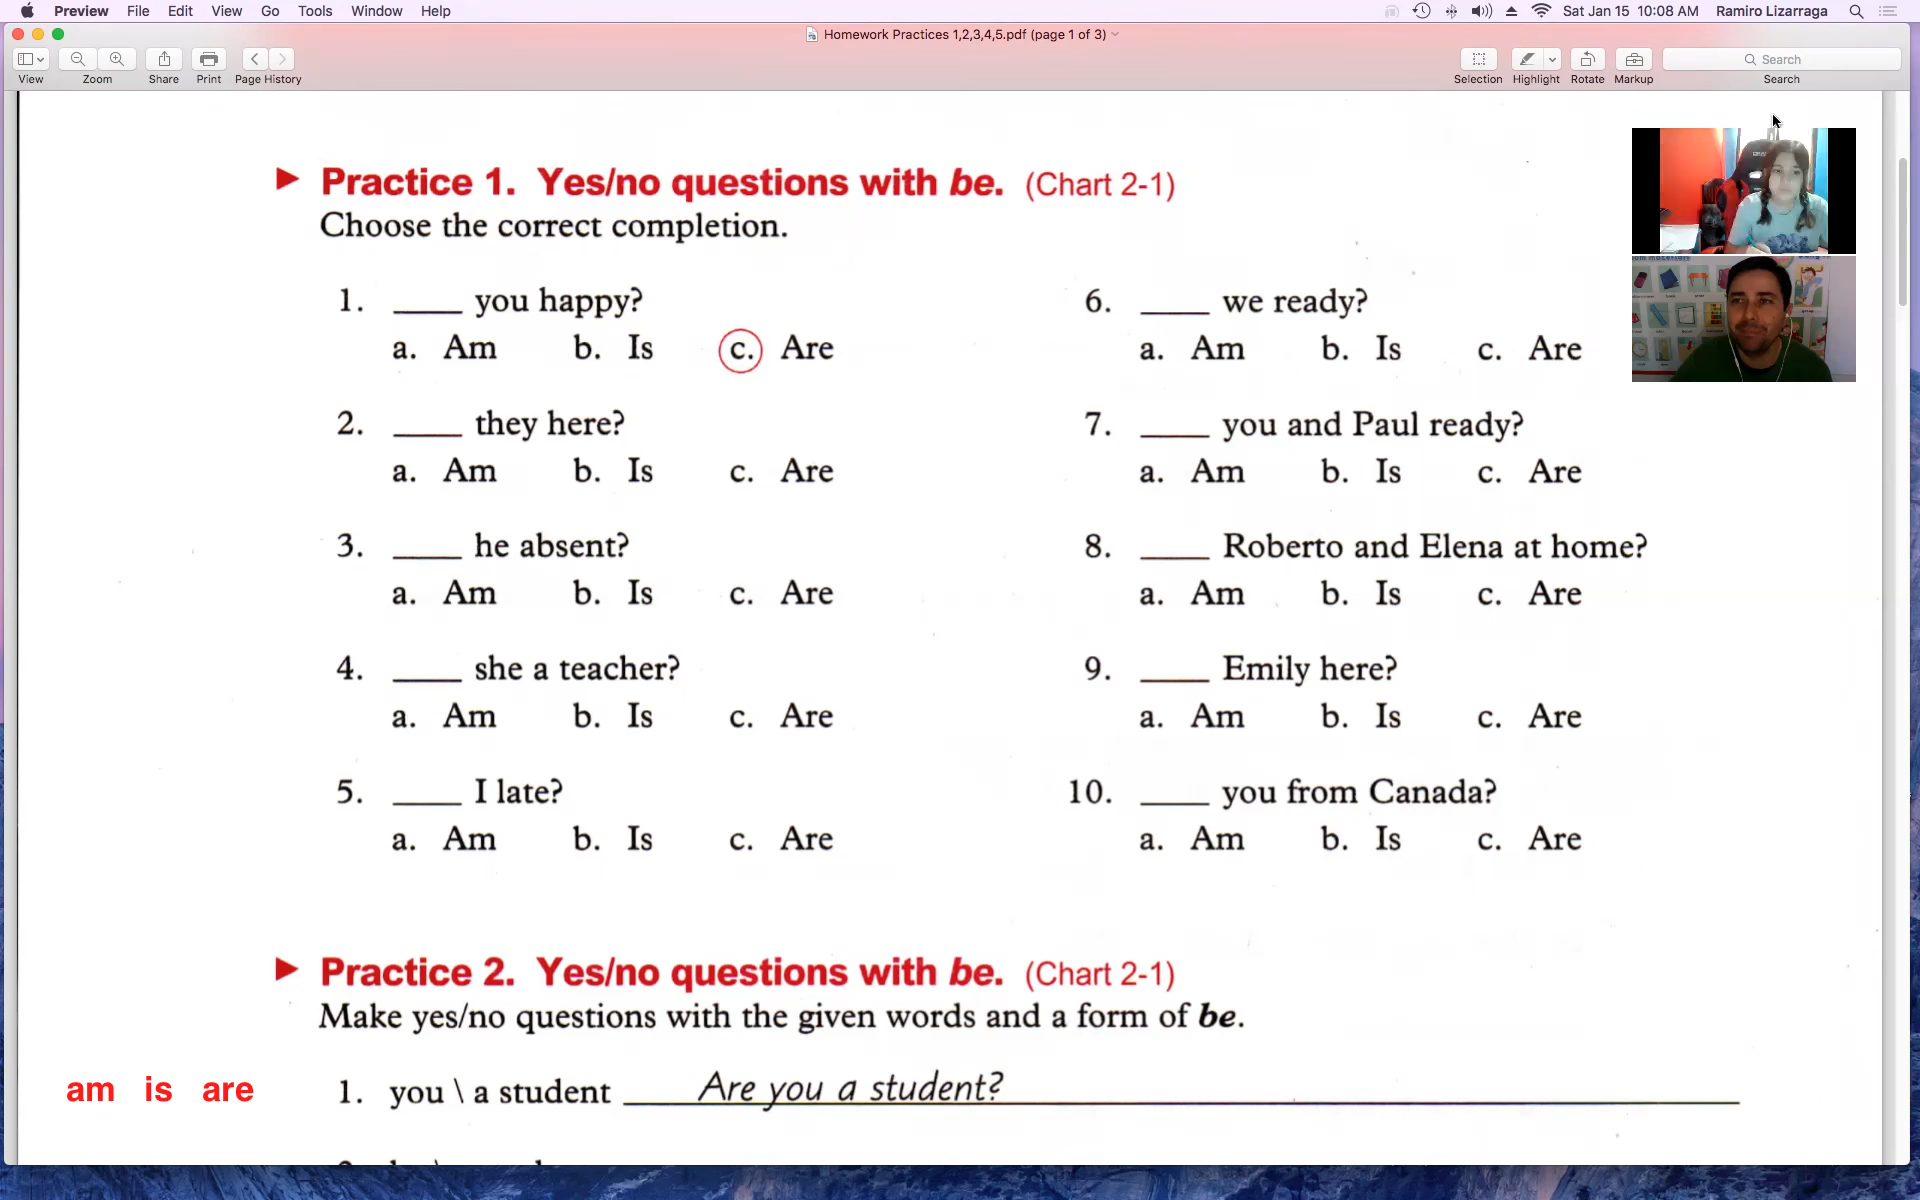 Preview File Edit View Go Tools Window Help Sat Jan 15 10:08 AM Ramiro Lizarraga
Homework Practices 1,2,3,4,5.pdf (page 1 of 3)
View Zoom Share Print Page History Selection Highlight Rotate Markup Search
Search
Practice 1. Yes/no questions with be. (Chart 2-1)
Choose the correct completion.
1. ____ you happy?
a. Am b. Is c. Are
2. ____ they here?
a. Am b. Is c. Are
3. ____ he absent?
a. Am b. Is c. Are
4. ____ she a teacher?
a. Am b. Is c. Are
5. ____ I late?
a. Am b. Is c. Are
6. ____ we ready?
a. Am b. Is c. Are
7. ____ you and Paul ready?
a. Am b. Is c. Are
8. ____ Roberto and Elena at home?
a. Am b. Is c. Are
9. ____ Emily here?
a. Am b. Is c. Are
10. ____ you from Canada?
a. Am b. Is c. Are
Practice 2. Yes/no questions with be. (Chart 2-1)
Make yes/no questions with the given words and a form of be.
am is are
1. you \ a student Are you a student?